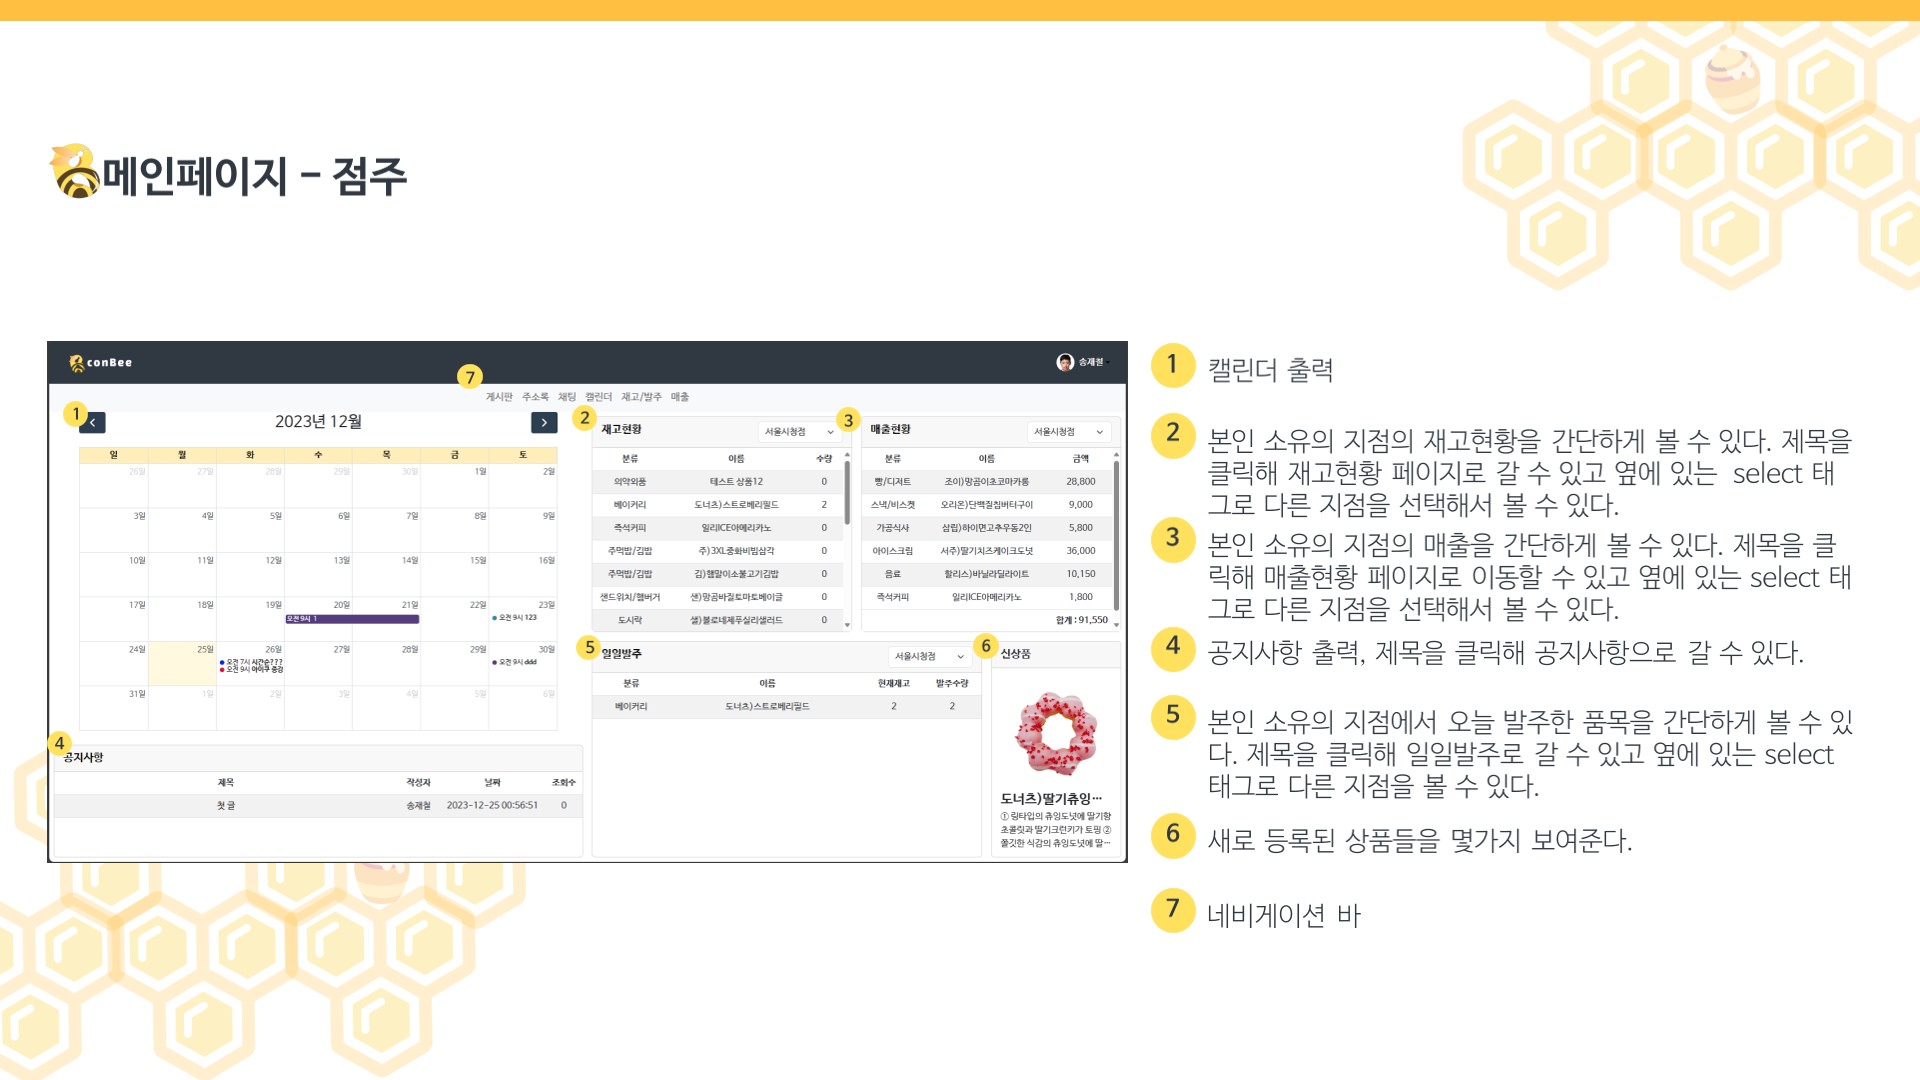 메인페이지 - 점주
conBee
송재철
7
게시판 주소록 채팅 캘린더 재고/발주 매출
1
2023년 12월
일 월 화 수 목 금 토
26일 27일 28일 29일 30일 1일 2일
3일 4일 5일 6일 7일 8일 9일
10일 11일 12일 13일 14일 15일 16일
17일 18일 19일 20일 21일 22일 23일
오전 9시 1
오전 9시 123
24일 25일 26일 27일 28일 29일 30일
오전 7시 시간순???
오전 9시 ddd
오전 9시 아이쿠 증감
31일 1일 2일 3일 4일 5일 6일
4
공지사항
제목 작성자 날짜 조회수
첫 글 송재철 2023-12-25 00:56:51 0
2
재고현황 서울시청점
분류 이름 수량
의약외품 테스트 상품12 0
베이커리 도너츠)스트로베리필드 2
즉석커피 일리ICE아메리카노 0
주먹밥/김밥 주)3XL중화비빔삼각 0
주먹밥/김밥 김)햄말이소불고기김밥 0
샌드위치/햄버거 샌)망곰바질토마토베이글 0
도시락 샐)볼로네제푸실리샐러드 0
3
매출현황 서울시청점
분류 이름 금액
빵/디저트 조이)망곰이초코마카롱 28,800
스낵/비스켓 오리온)단백질칩버터구이 9,000
가공식사 삼립)하이면고추우동2인 5,800
아이스크림 서주)딸기치즈케이크도넛 36,000
음료 할리스)바닐라딜라이트 10,150
즉석커피 일리ICE아메리카노 1,800
합계 : 91,550
5
일일발주 서울시청점
분류 이름 현재재고 발주수량
베이커리 도너츠)스트로베리필드 2 2
6
신상품
도너츠)딸기츄잉…
① 링타입의 츄잉도넛에 딸기향
초콜릿과 딸기크런키가 토핑 ②
쫄깃한 식감의 츄잉도넛에 딸…
1 캘린더 출력
2 본인 소유의 지점의 재고현황을 간단하게 볼 수 있다. 제목을
클릭해 재고현황 페이지로 갈 수 있고 옆에 있는 select 태
그로 다른 지점을 선택해서 볼 수 있다.
3 본인 소유의 지점의 매출을 간단하게 볼 수 있다. 제목을 클
릭해 매출현황 페이지로 이동할 수 있고 옆에 있는 select 태
그로 다른 지점을 선택해서 볼 수 있다.
4 공지사항 출력, 제목을 클릭해 공지사항으로 갈 수 있다.
5 본인 소유의 지점에서 오늘 발주한 품목을 간단하게 볼 수 있
다. 제목을 클릭해 일일발주로 갈 수 있고 옆에 있는 select
태그로 다른 지점을 볼 수 있다.
6 새로 등록된 상품들을 몇가지 보여준다.
7 네비게이션 바